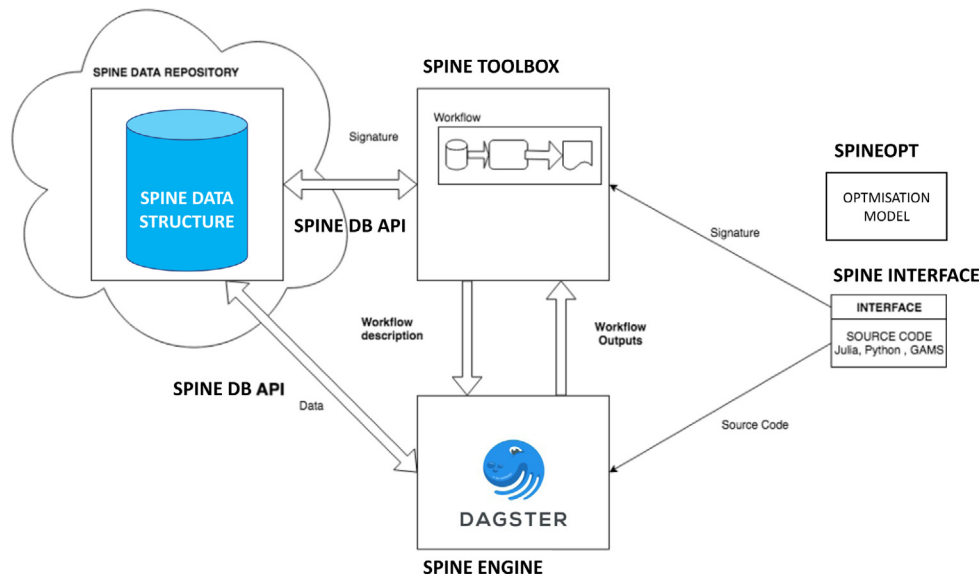 SPINE DATA REPOSITORY
SPINE DATA
STRUCTURE
Signature
SPINE DB API
SPINE TOOLBOX
Workflow
SPINEOPT
OPTMISATION
MODEL
Signature
SPINE INTERFACE
INTERFACE
SOURCE CODE
Julia, Python , GAMS
Workflow
description
Workflow
Outputs
SPINE DB API
Data
Source Code
DAGSTER
SPINE ENGINE